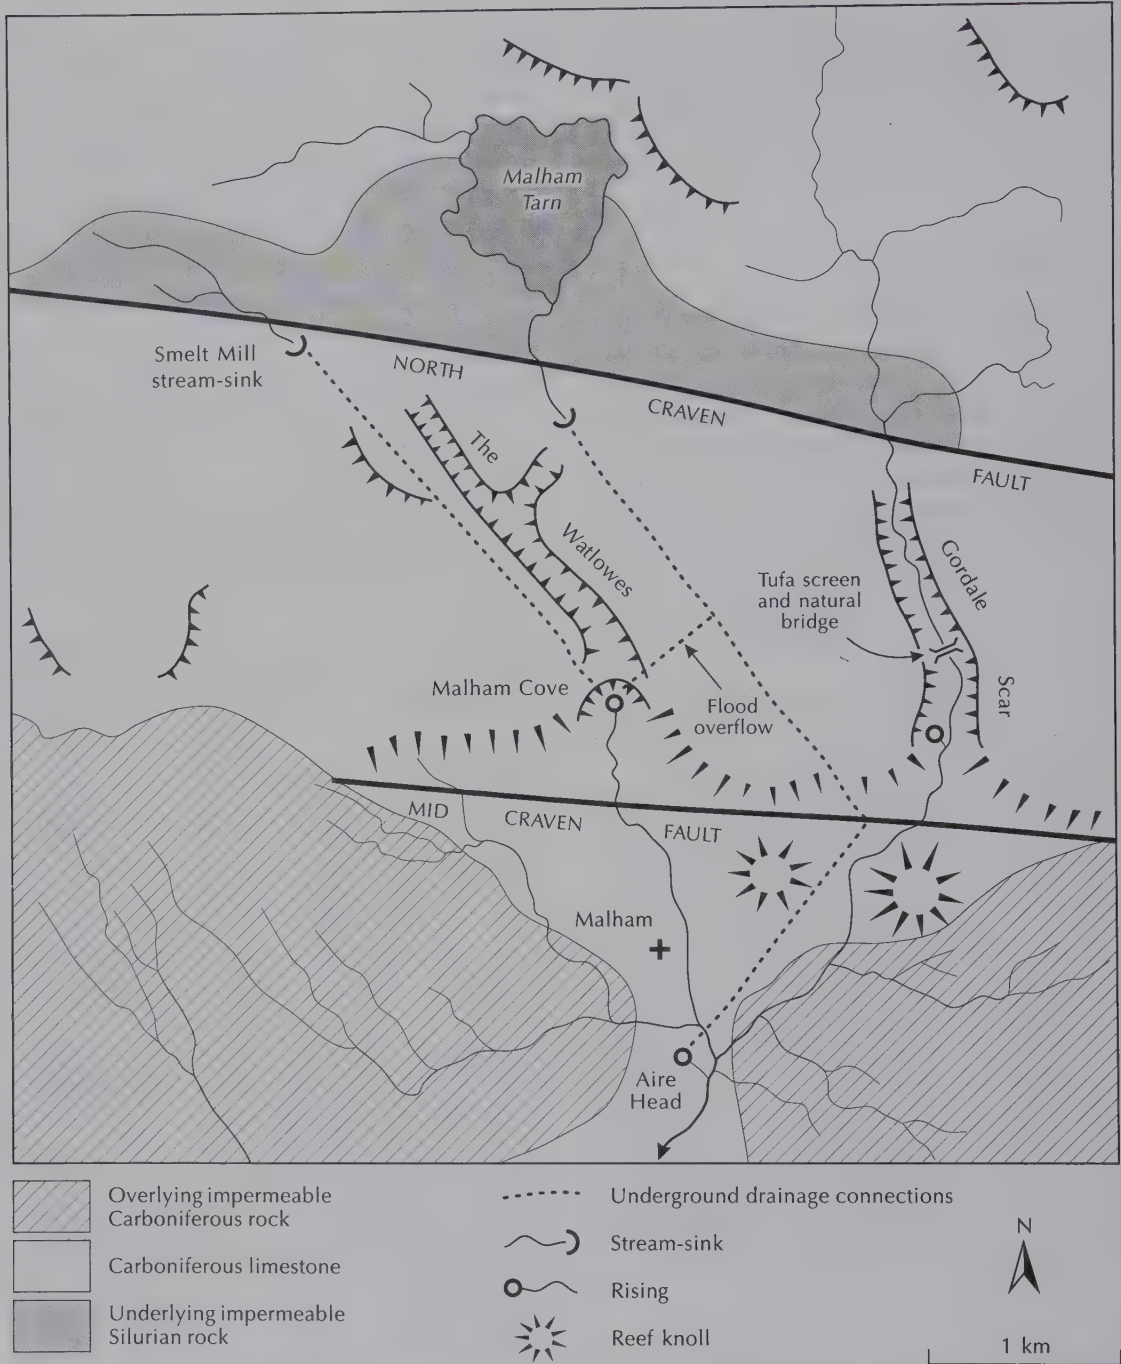 Malham
Tarn
Smelt Mill
stream-sink
NORTH
CRAVEN
FAULT
The
Watlowes
Gordale
Scar
Tufa screen
and natural
bridge
Malham Cove
Flood
overflow
MID
CRAVEN
FAULT
Malham
Aire
Head
Overlying impermeable
Carboniferous rock
Carboniferous limestone
Underlying impermeable
Silurian rock
Underground drainage connections
Stream-sink
Rising
Reef knoll
N
1 km